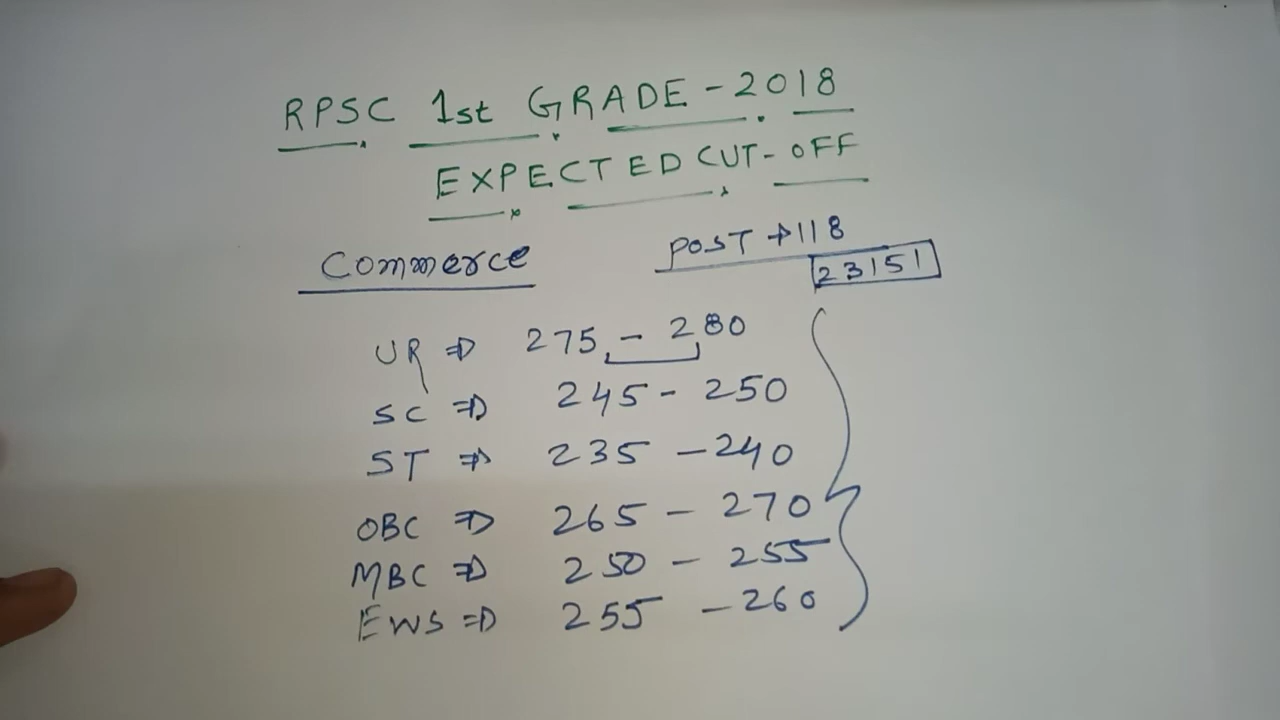 RPSC 1st GRADE - 2018
EXPECTED CUT-OFF
Commerce
POST → 118
23151
UR ⇒ 275 - 280
SC ⇒ 245 - 250
ST ⇒ 235 - 240
OBC ⇒ 265 - 270
MBC ⇒ 250 - 255
EWS ⇒ 255 - 260